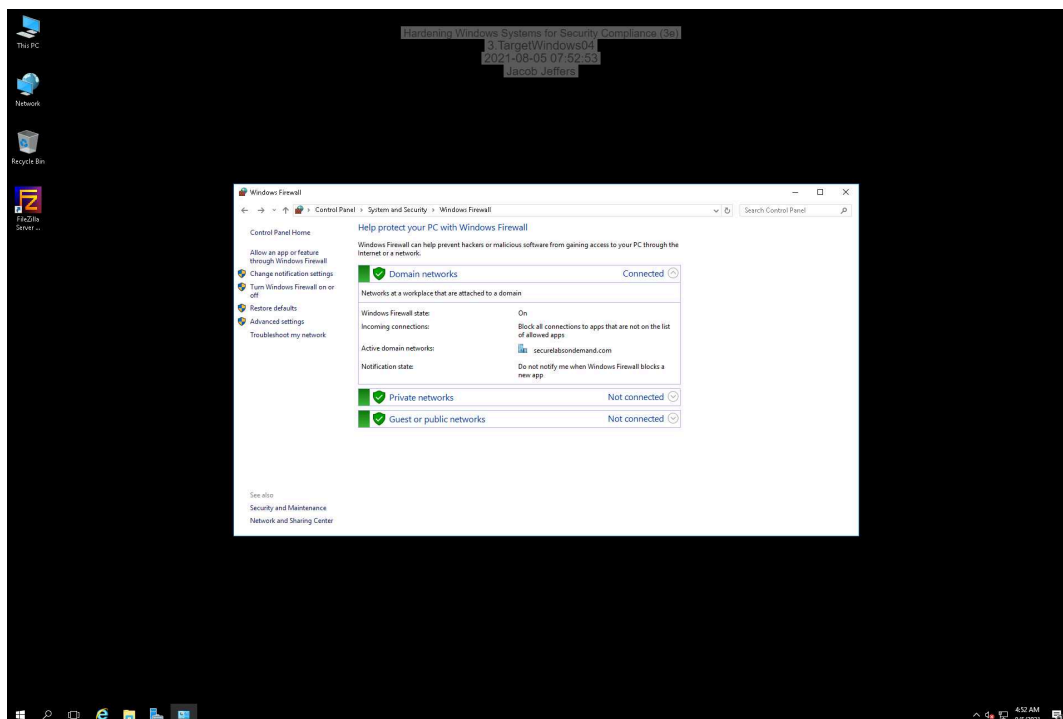 Hardening Windows Systems for Security Compliance (3e)
3.TargetWindows04
2021-08-05 07:52:53
Jacob Jeffers
This PC
Network
Recycle Bin
FileZilla
Server ...
Windows Firewall
Control Panel › System and Security › Windows Firewall
Search Control Panel
Control Panel Home
Allow an app or feature
through Windows Firewall
Change notification settings
Turn Windows Firewall on or
off
Restore defaults
Advanced settings
Troubleshoot my network
See also
Security and Maintenance
Network and Sharing Center
Help protect your PC with Windows Firewall
Windows Firewall can help prevent hackers or malicious software from gaining access to your PC through the
Internet or a network.
Domain networks Connected
Networks at a workplace that are attached to a domain
Windows Firewall state: On
Incoming connections: Block all connections to apps that are not on the list
of allowed apps
Active domain networks: securelabsondemand.com
Notification state: Do not notify me when Windows Firewall blocks a
new app
Private networks Not connected
Guest or public networks Not connected
4:52 AM